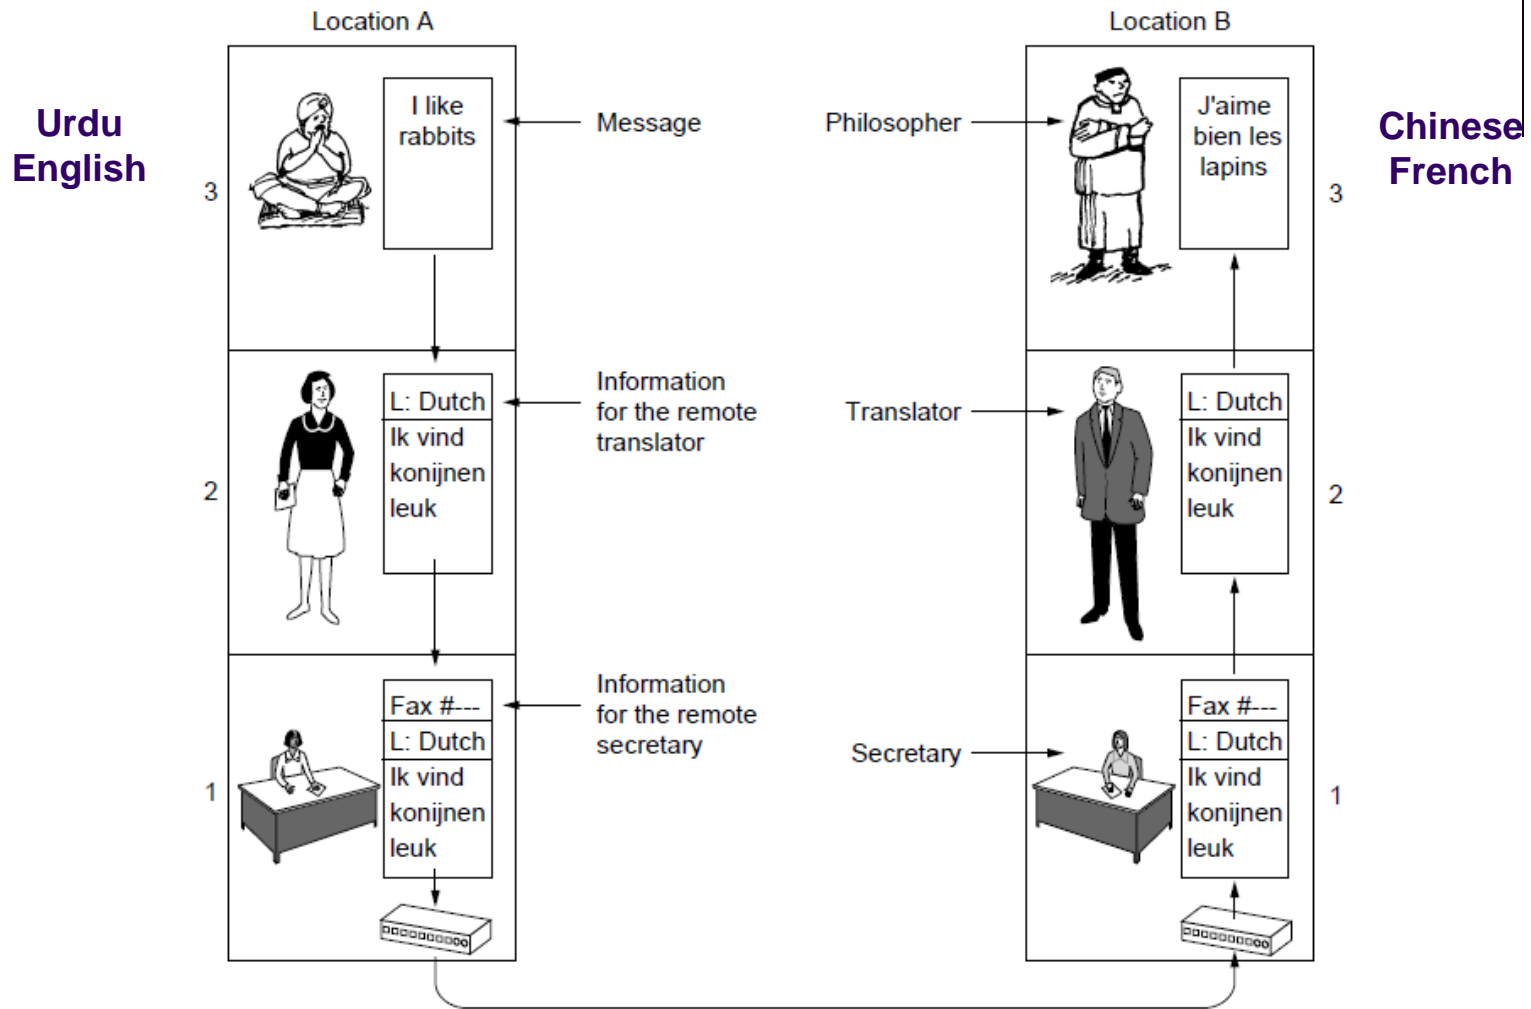 Location A
Location B
Urdu
English
I like
rabbits
Message
3
Philosopher
J'aime
bien les
lapins
3
Chinese
French
L: Dutch
Ik vind
konijnen
leuk
Information
for the remote
translator
2
Translator
L: Dutch
Ik vind
konijnen
leuk
2
Fax #---
L: Dutch
Ik vind
konijnen
leuk
Information
for the remote
secretary
1
Secretary
Fax #---
L: Dutch
Ik vind
konijnen
leuk
1